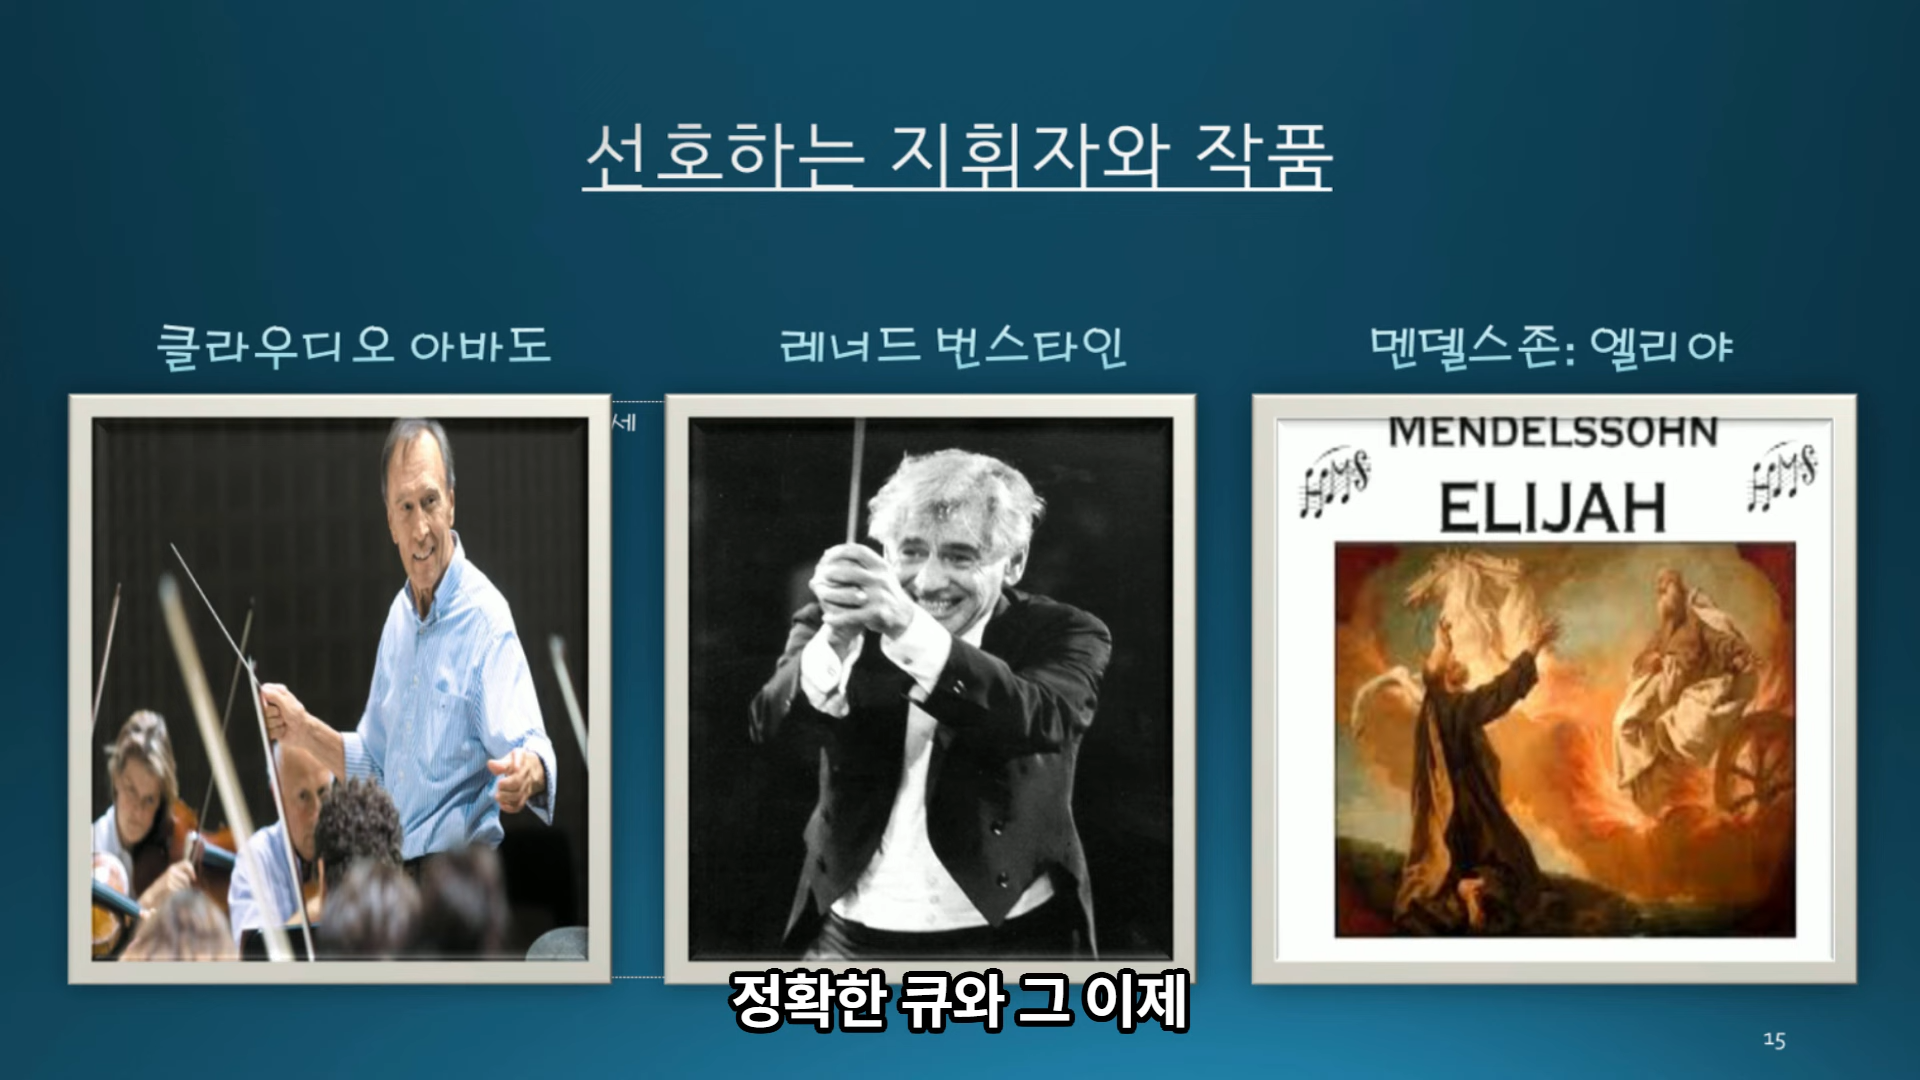 선호하는 지휘자와 작품
클라우디오 아바도
레너드 번스타인
멘델스존: 엘리야
세
MENDELSSOHN
HMS
HMS
ELIJAH
정확한 큐와 그 이제
15